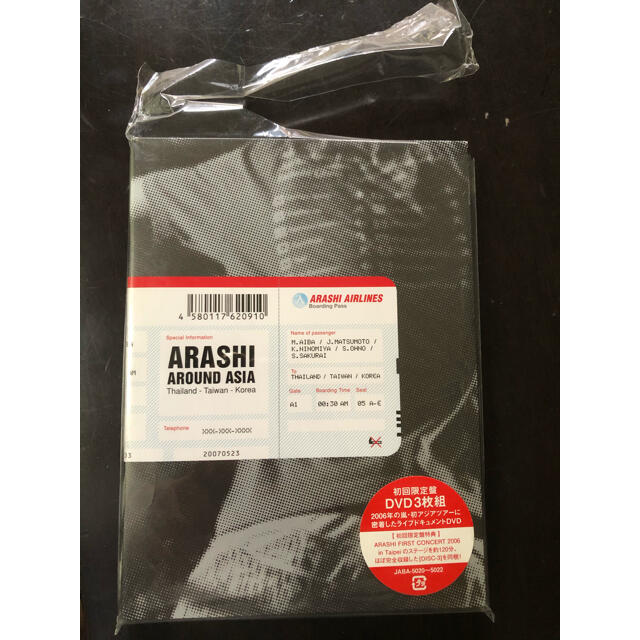 4 580117 620910
ARASHI AIRLINES
Boarding Pass
Special Information
ARASHI
AROUND ASIA
Thailand - Taiwan - Korea
Telephone
XXX-XXX-XXXX
20070523
AM
33
Name of passenger
M.AIBA / J.MATSUMOTO /
K.NINOMIYA / S.OHNO /
S.SAKURAI
To
THAILAND / TAIWAN / KOREA
Gate Boarding Time Seat
A1 00:30 AM 05 A-E
初回限定盤
DVD3枚組
2006年の嵐・初アジアツアーに
密着したライブドキュメントDVD
【初回限定盤特典】
ARASHI FIRST CONCERT 2006
in Taipei のステージを約120分、
ほぼ完全収録した[DISC-3]を同梱!
JABA-5020〜5022